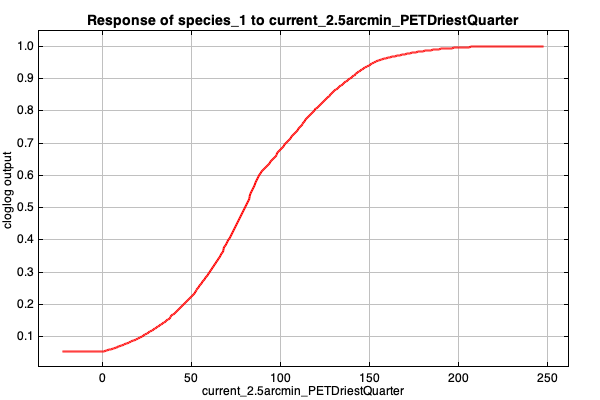 Response of species_1 to current_2.5arcmin_PETDriestQuarter
cloglog output
1.0
0.9
0.8
0.7
0.6
0.5
0.4
0.3
0.2
0.1
0 50 100 150 200 250
current_2.5arcmin_PETDriestQuarter